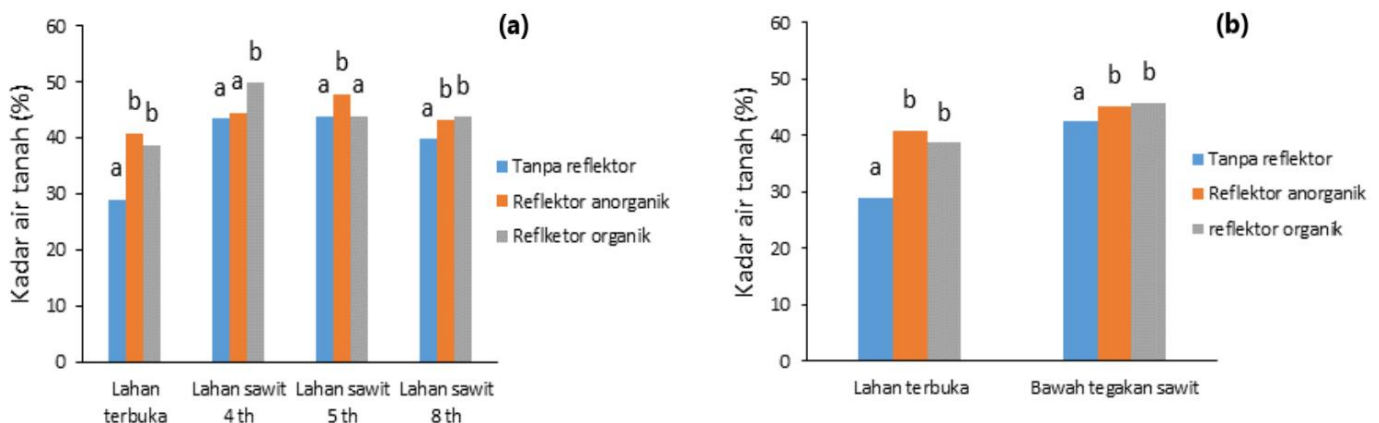 (a)
Kadar air tanah (%)
60
50
40
30
20
10
0
a
b
b
a
a
b
a
b
a
a
b
b
Lahan
terbuka
Lahan sawit
4 th
Lahan sawit
5 th
Lahan sawit
8 th
Tanpa reflektor
Reflektor anorganik
Reflketor organik
(b)
Kadar air tanah (%)
60
50
40
30
20
10
0
a
b
b
a
b
b
Lahan terbuka
Bawah tegakan sawit
Tanpa reflektor
Reflektor anorganik
reflektor organik